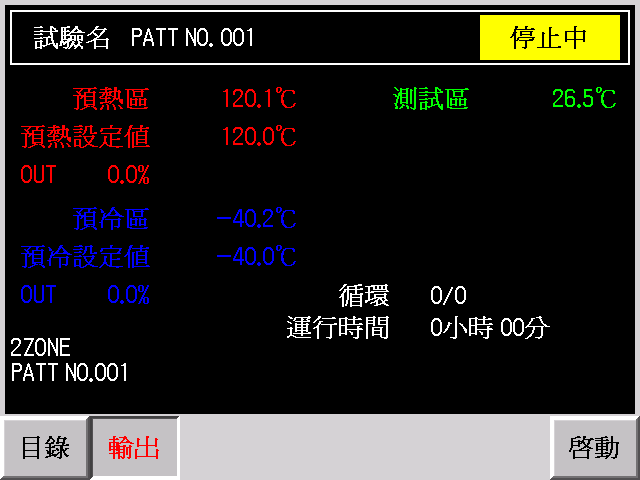 試驗名 PATT NO. 001 停止中
預熱區 120.1℃ 測試區 26.5℃
預熱設定値 120.0℃
OUT 0.0%
預冷區 -40.2℃
預冷設定値 -40.0℃
OUT 0.0%
循環 0/0
運行時間 0小時 00分
2ZONE
PATT NO.001
目錄 輸出 啓動